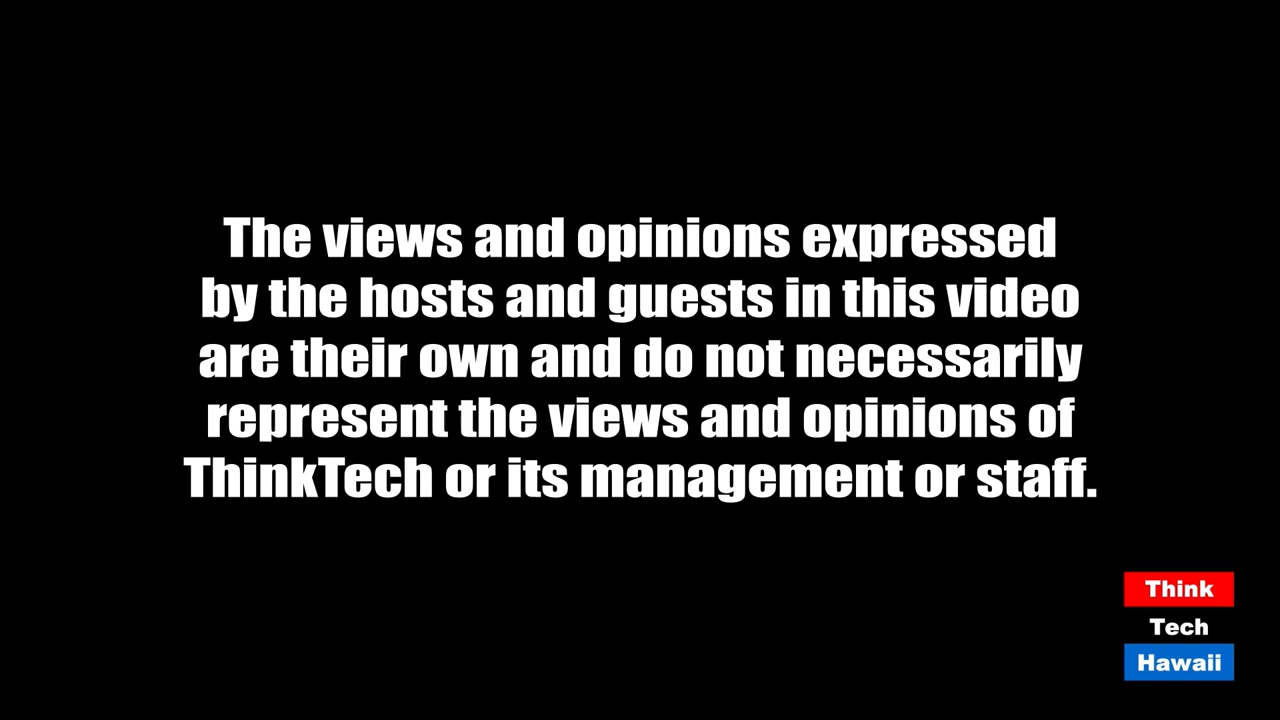 The views and opinions expressed
by the hosts and guests in this video
are their own and do not necessarily
represent the views and opinions of
ThinkTech or its management or staff.
Think
Tech
Hawaii